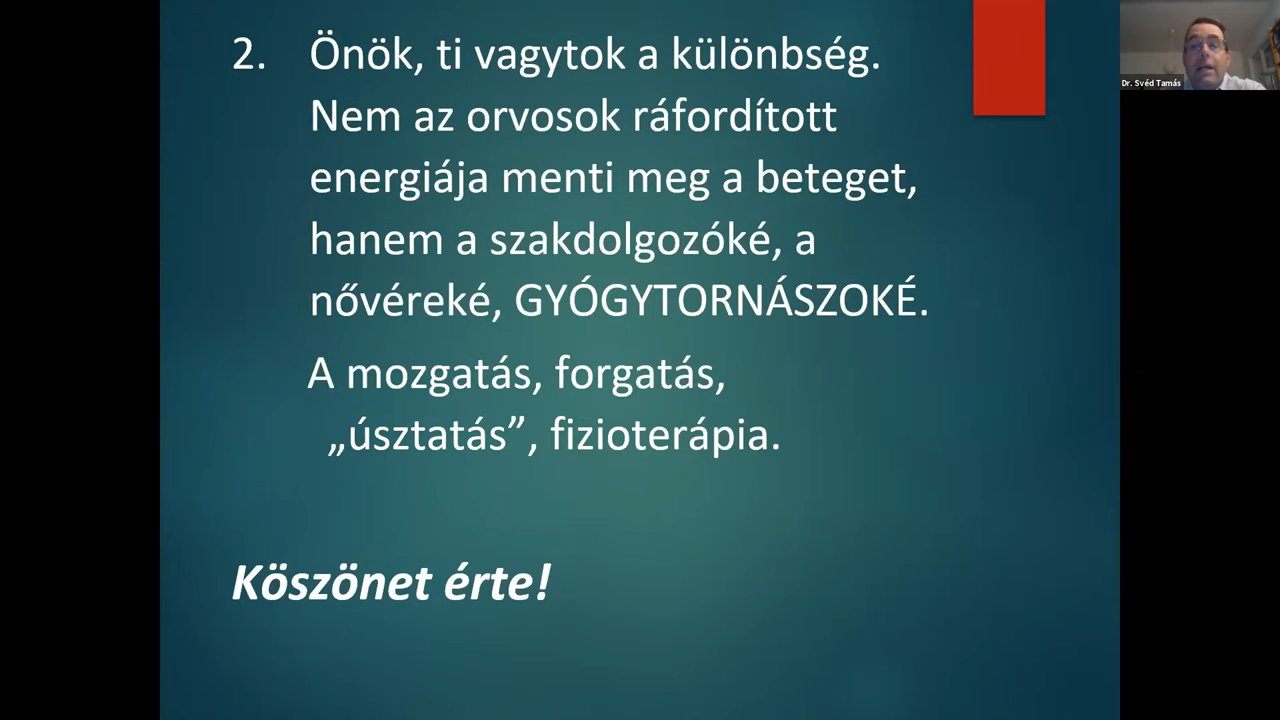 2. Önök, ti vagytok a különbség.
Nem az orvosok ráfordított
energiája menti meg a beteget,
hanem a szakdolgozóké, a
nővéreké, GYÓGYTORNÁSZOKÉ.
A mozgatás, forgatás,
„úsztatás”, fizioterápia.
Köszönet érte!
Dr. Svéd Tamás